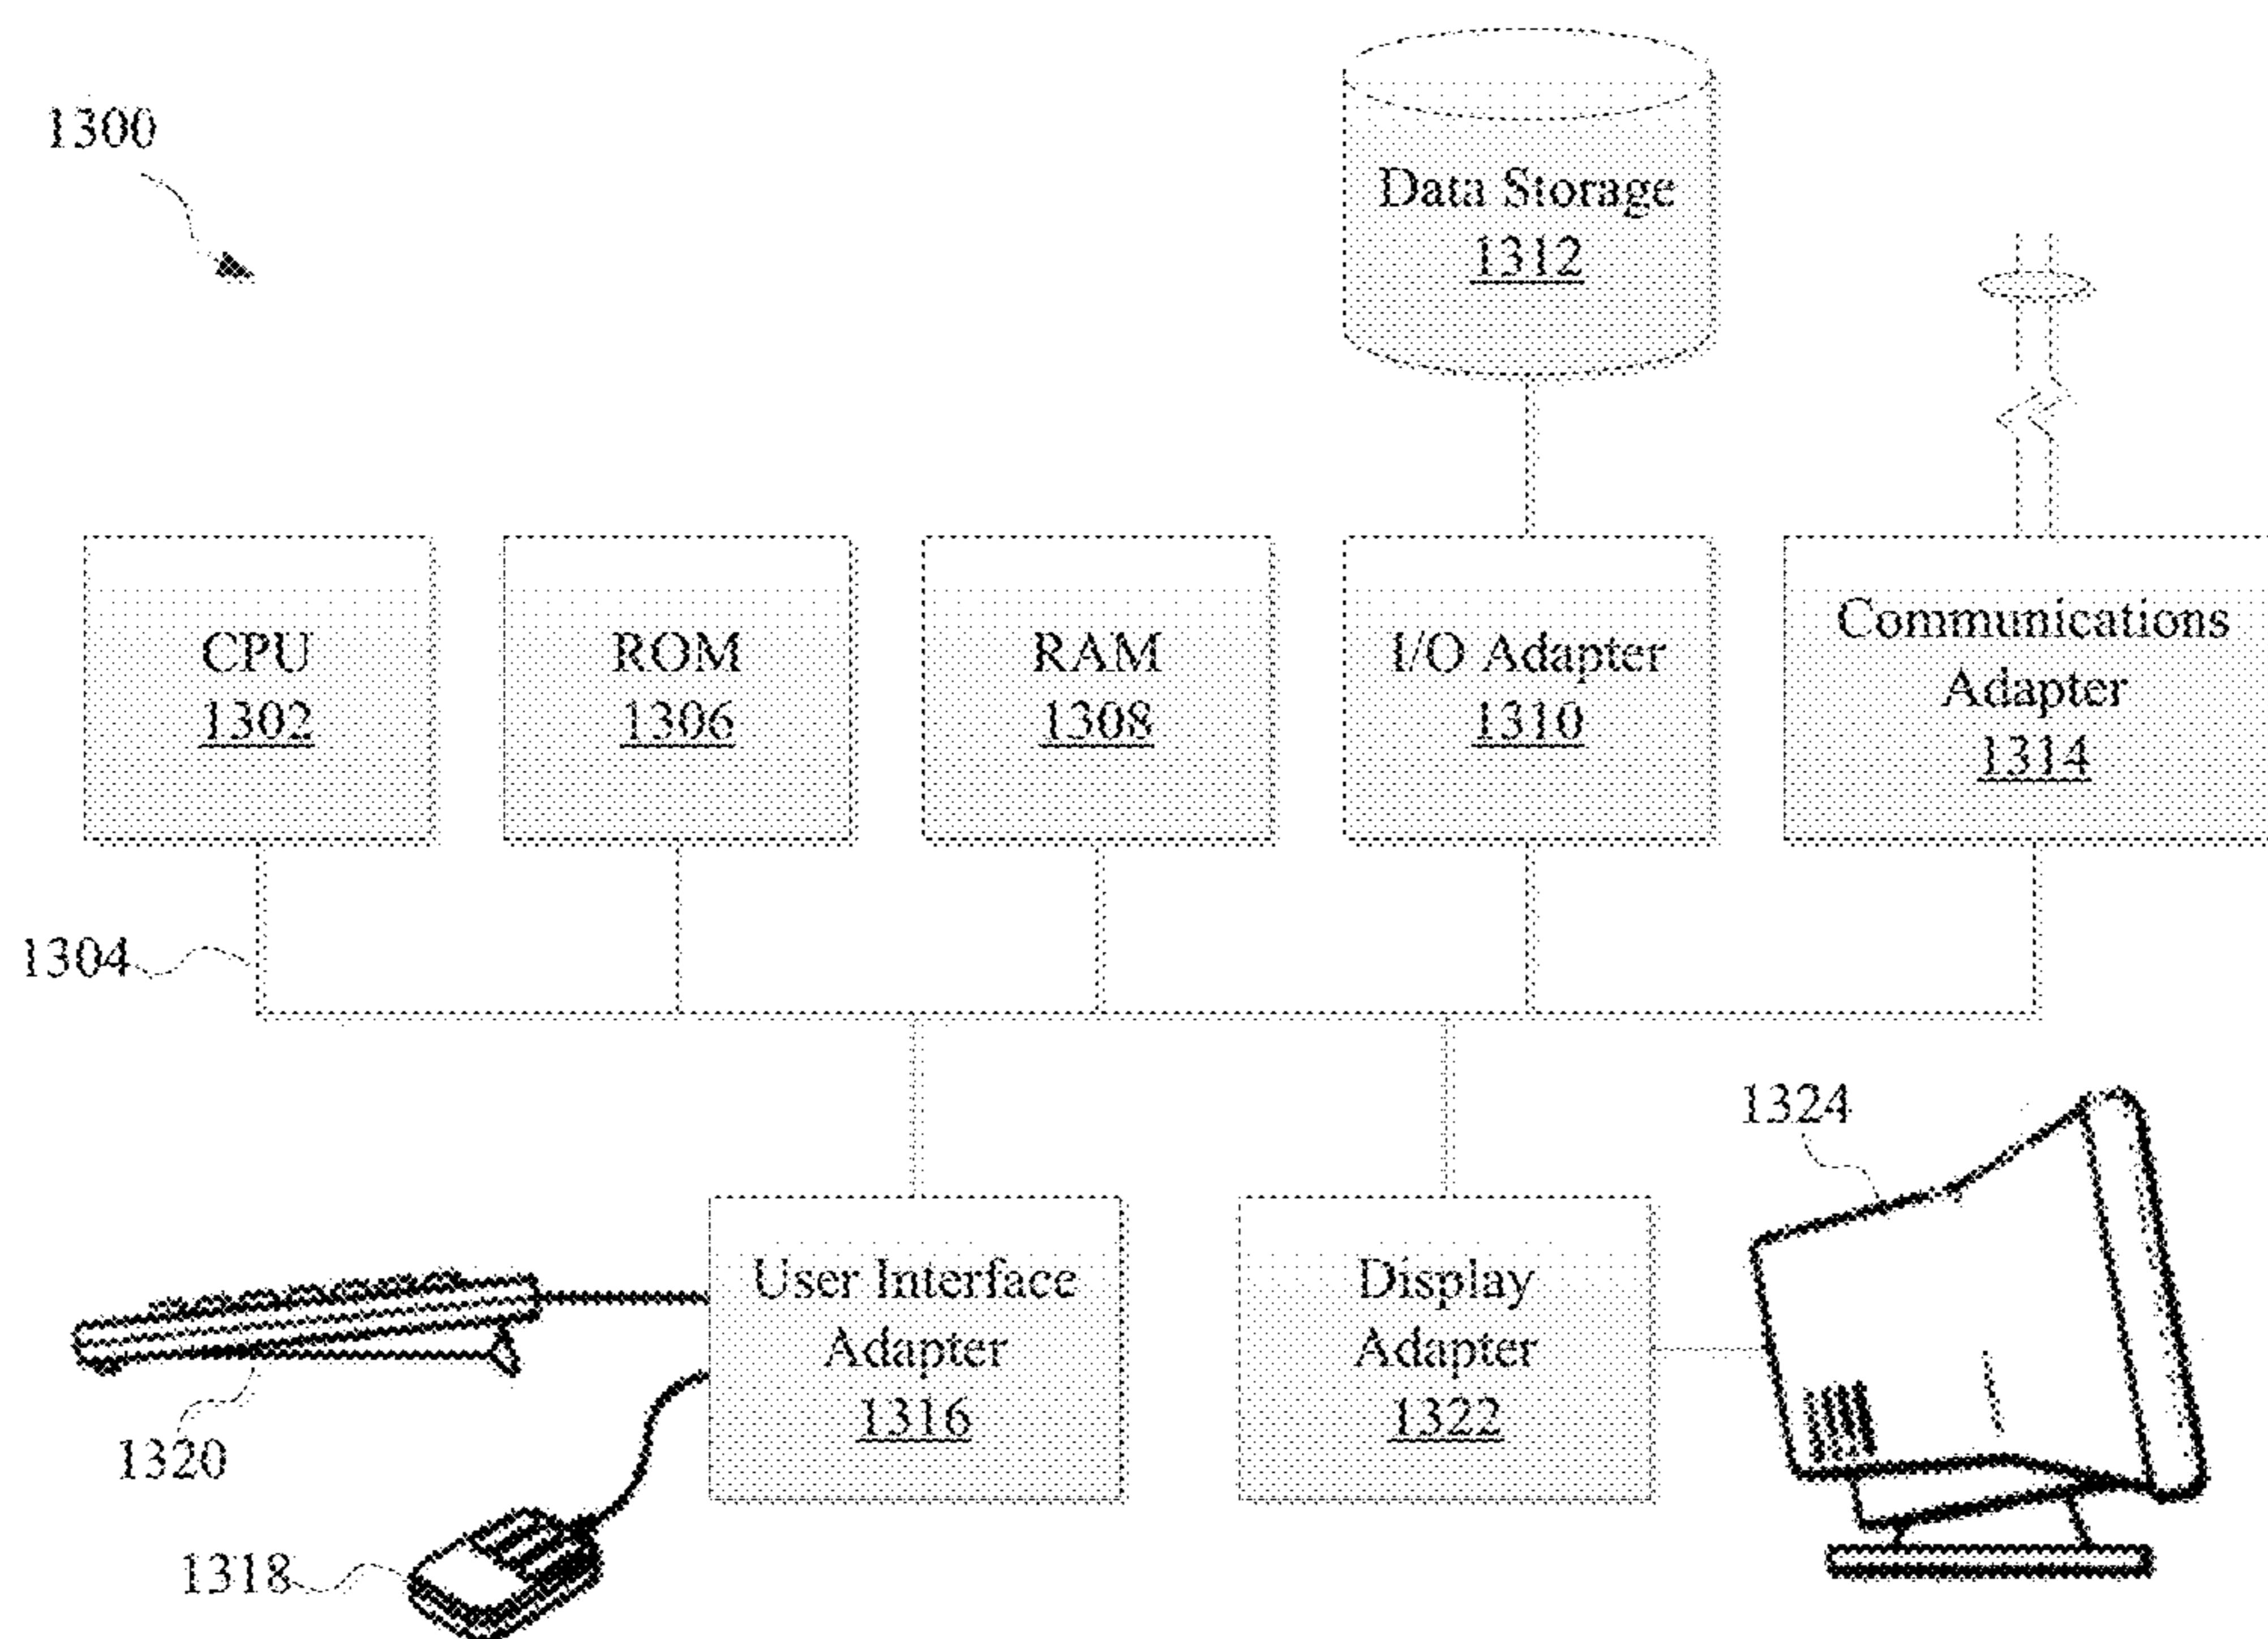 1300
Data Storage
1312
CPU
1302
ROM
1306
RAM
1308
I/O Adapter
1310
Communications
Adapter
1314
1304
1324
User Interface
Adapter
1316
Display
Adapter
1322
1320
1318